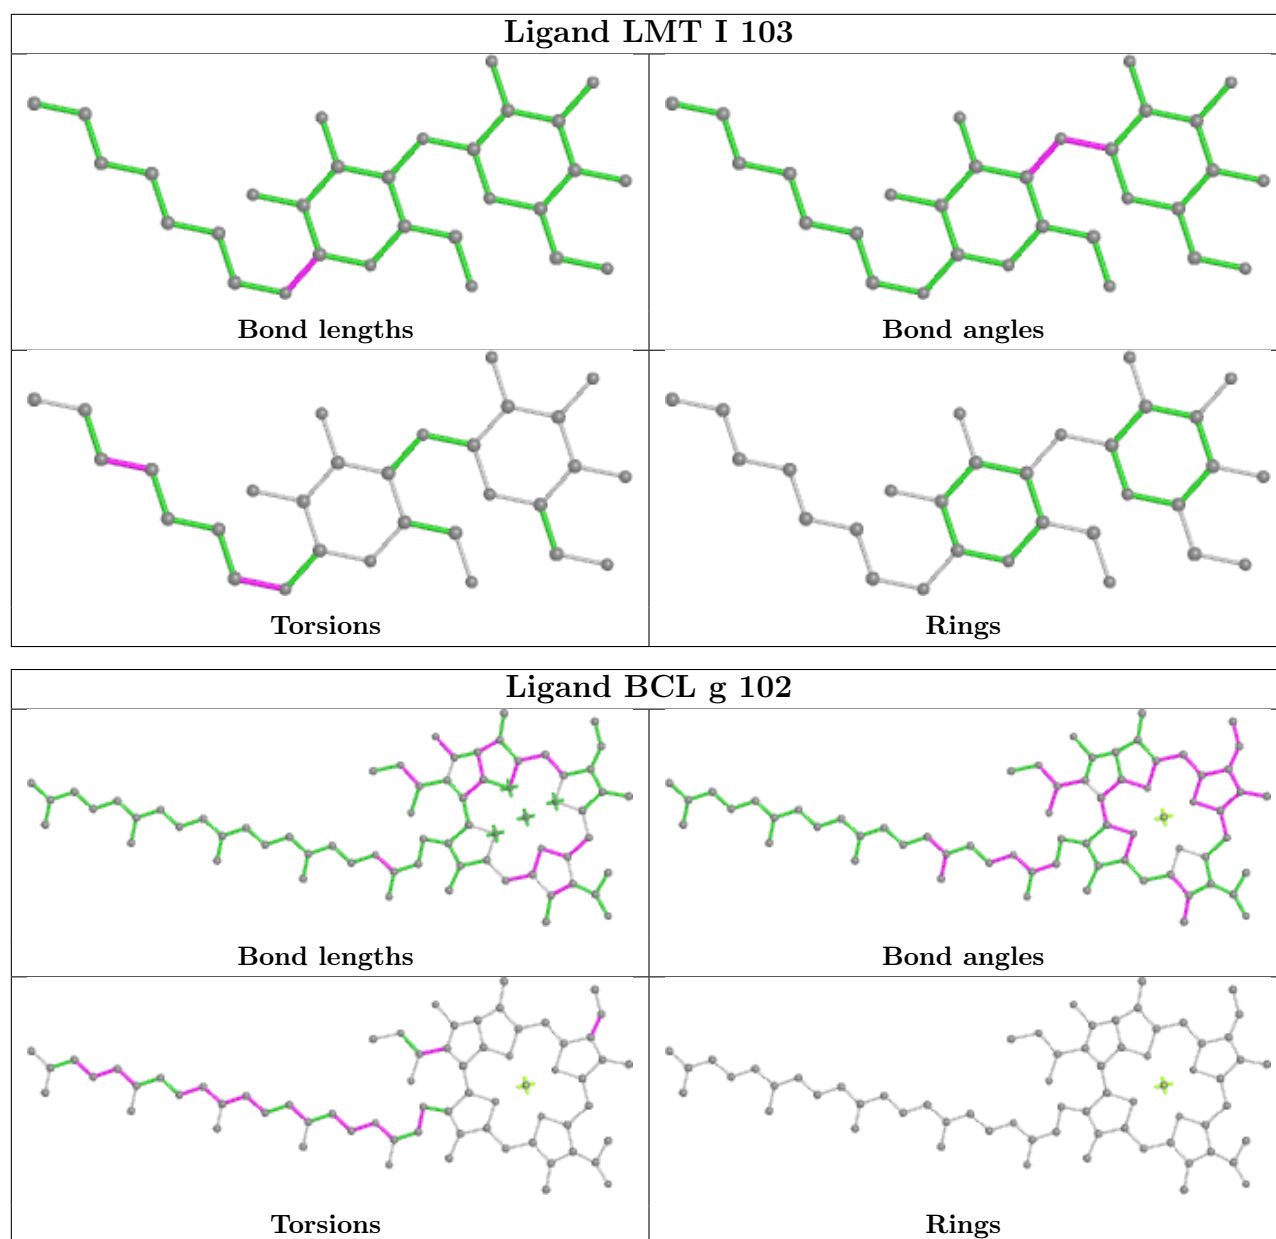 Ligand LMT I 103
Bond lengths
Bond angles
Torsions
Rings
Ligand BCL g 102
Bond lengths
Bond angles
Torsions
Rings